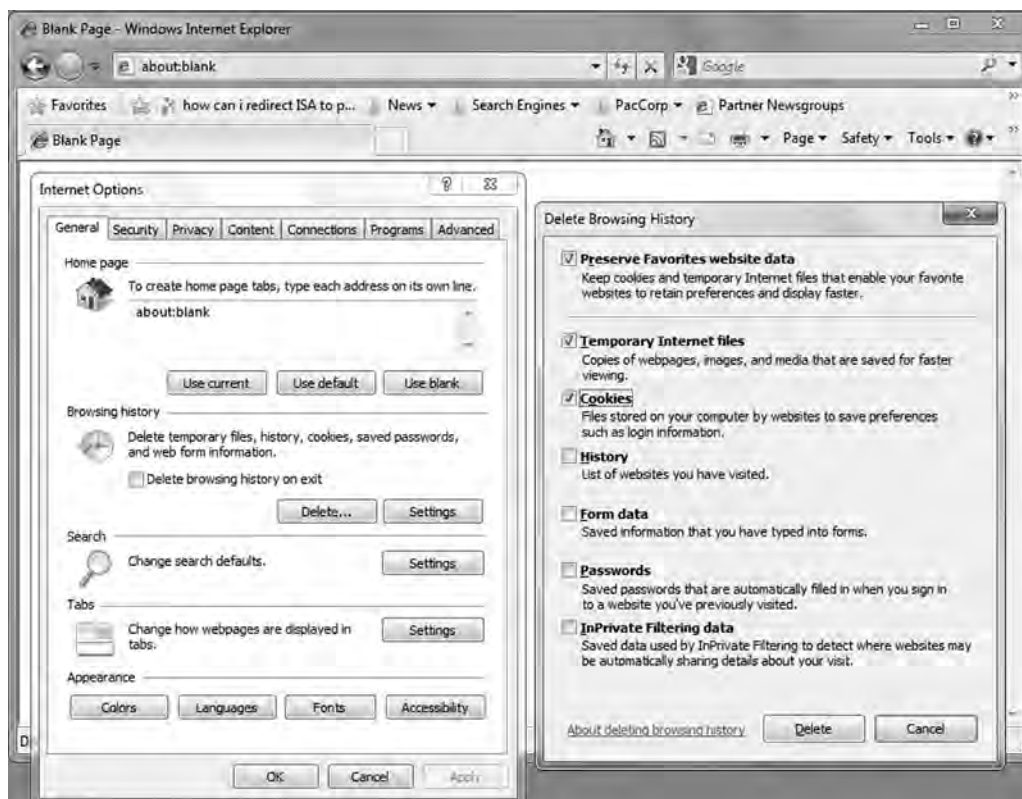 Blank Page - Windows Internet Explorer
about:blank
Google
Favorites
how can i redirect ISA to p...
News
Search Engines
PacCorp
Partner Newsgroups
Blank Page
Page
Safety
Tools
Internet Options
General
Security
Privacy
Content
Connections
Programs
Advanced
Home page
To create home page tabs, type each address on its own line.
about:blank
Use current
Use default
Use blank
Browsing history
Delete temporary files, history, cookies, saved passwords,
and web form information.
Delete browsing history on exit
Delete...
Settings
Search
Change search defaults.
Settings
Tabs
Change how webpages are displayed in
tabs.
Settings
Appearance
Colors
Languages
Fonts
Accessibility
OK
Cancel
Apply
Delete Browsing History
Preserve Favorites website data
Keep cookies and temporary Internet files that enable your favorite
websites to retain preferences and display faster.
Temporary Internet files
Copies of webpages, images, and media that are saved for faster
viewing.
Cookies
Files stored on your computer by websites to save preferences
such as login information.
History
List of websites you have visited.
Form data
Saved information that you have typed into forms.
Passwords
Saved passwords that are automatically filled in when you sign in
to a website you've previously visited.
InPrivate Filtering data
Saved data used by InPrivate Filtering to detect where websites may
be automatically sharing details about your visit.
About deleting browsing history
Delete
Cancel